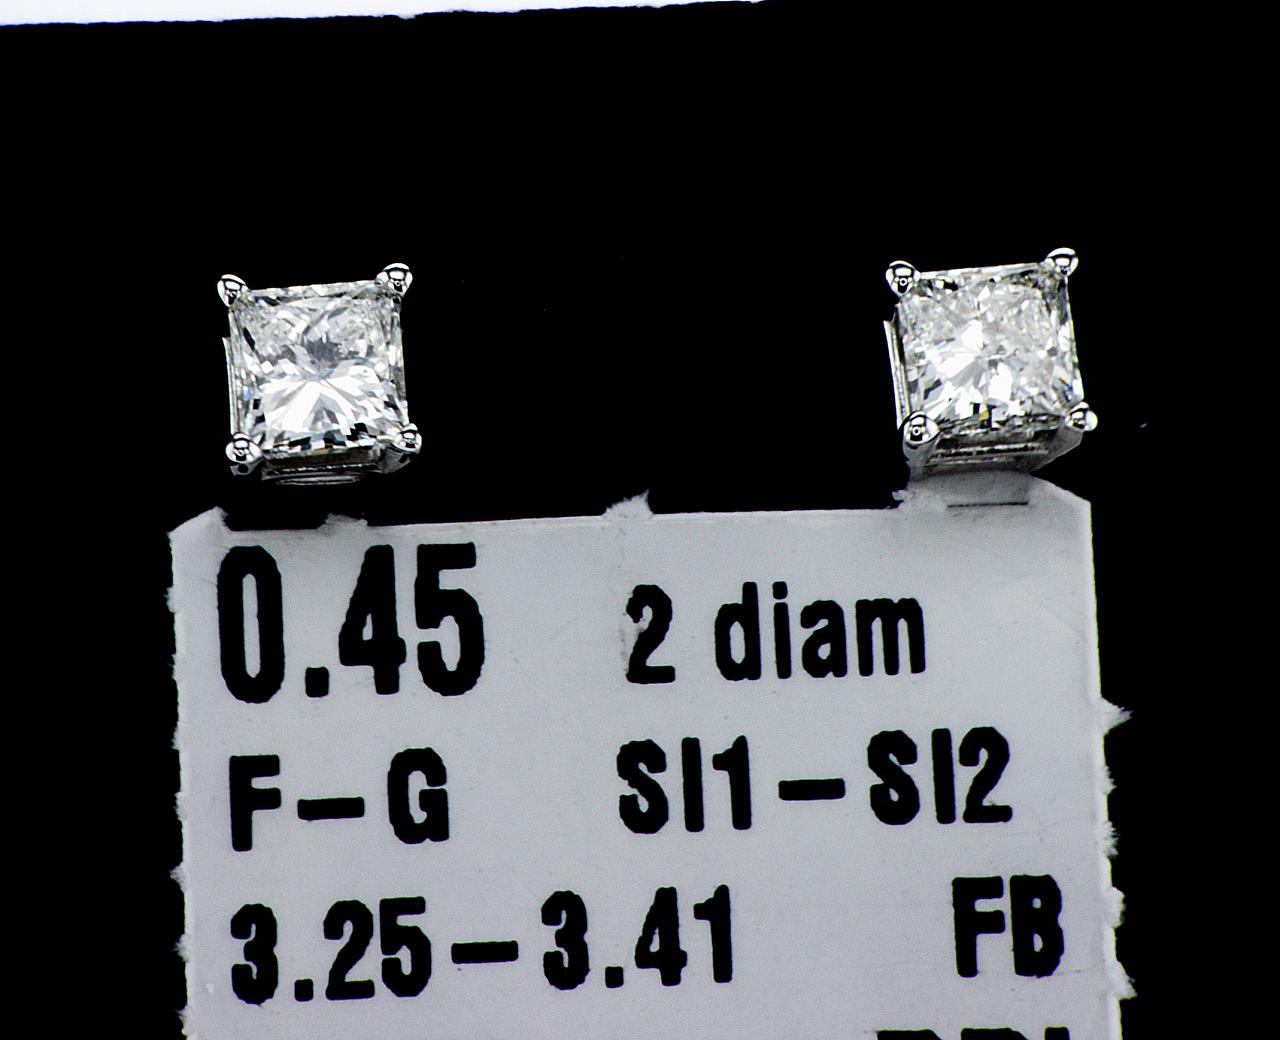 0.45 2 diam
F-G SI1-SI2
3.25-3.41 FB